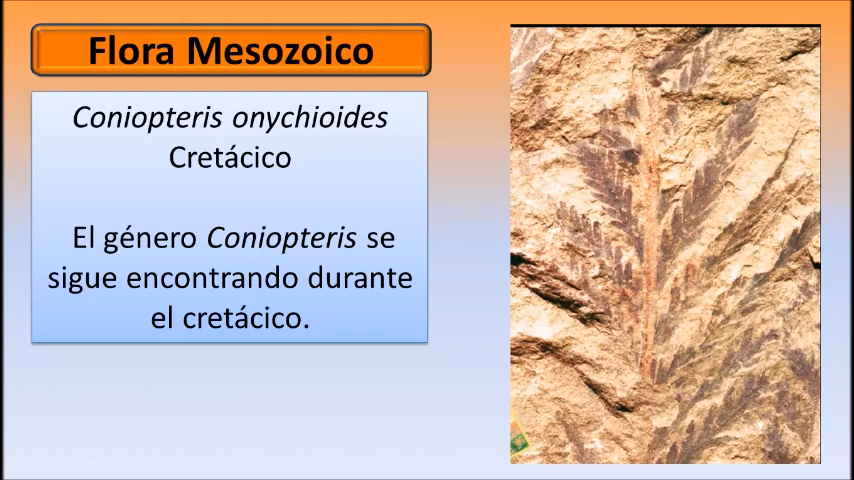 Flora Mesozoico
Coniopteris onychioides
Cretácico
El género Coniopteris se
sigue encontrando durante
el cretácico.